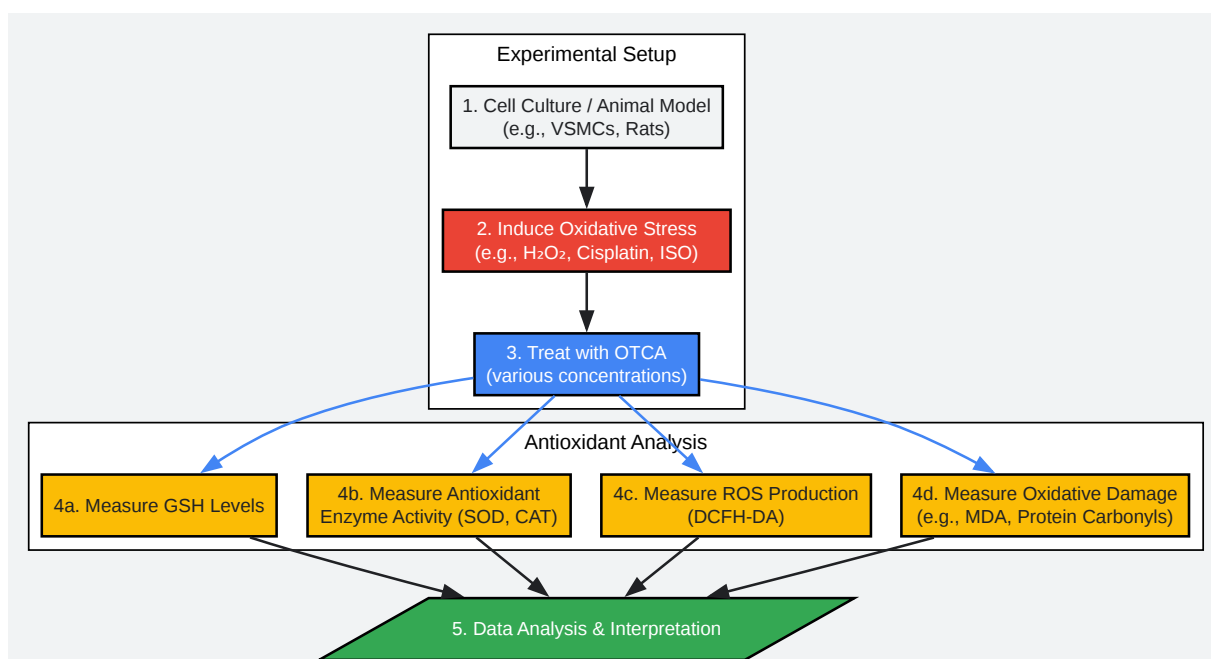 Experimental Setup
1. Cell Culture / Animal Model
(e.g., VSMCs, Rats)
2. Induce Oxidative Stress
(e.g., H₂O₂, Cisplatin, ISO)
3. Treat with OTCA
(various concentrations)
Antioxidant Analysis
4a. Measure GSH Levels
4b. Measure Antioxidant
Enzyme Activity (SOD, CAT)
4c. Measure ROS Production
(DCFH-DA)
4d. Measure Oxidative Damage
(e.g., MDA, Protein Carbonyls)
5. Data Analysis & Interpretation